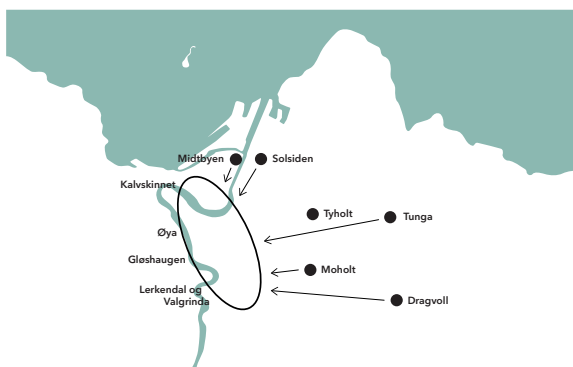 Midtbyen
Solsiden
Kalvskinnet
Tyholt
Tunga
Øya
Gløshaugen
Moholt
Lerkendal og
Valgrinda
Dragvoll